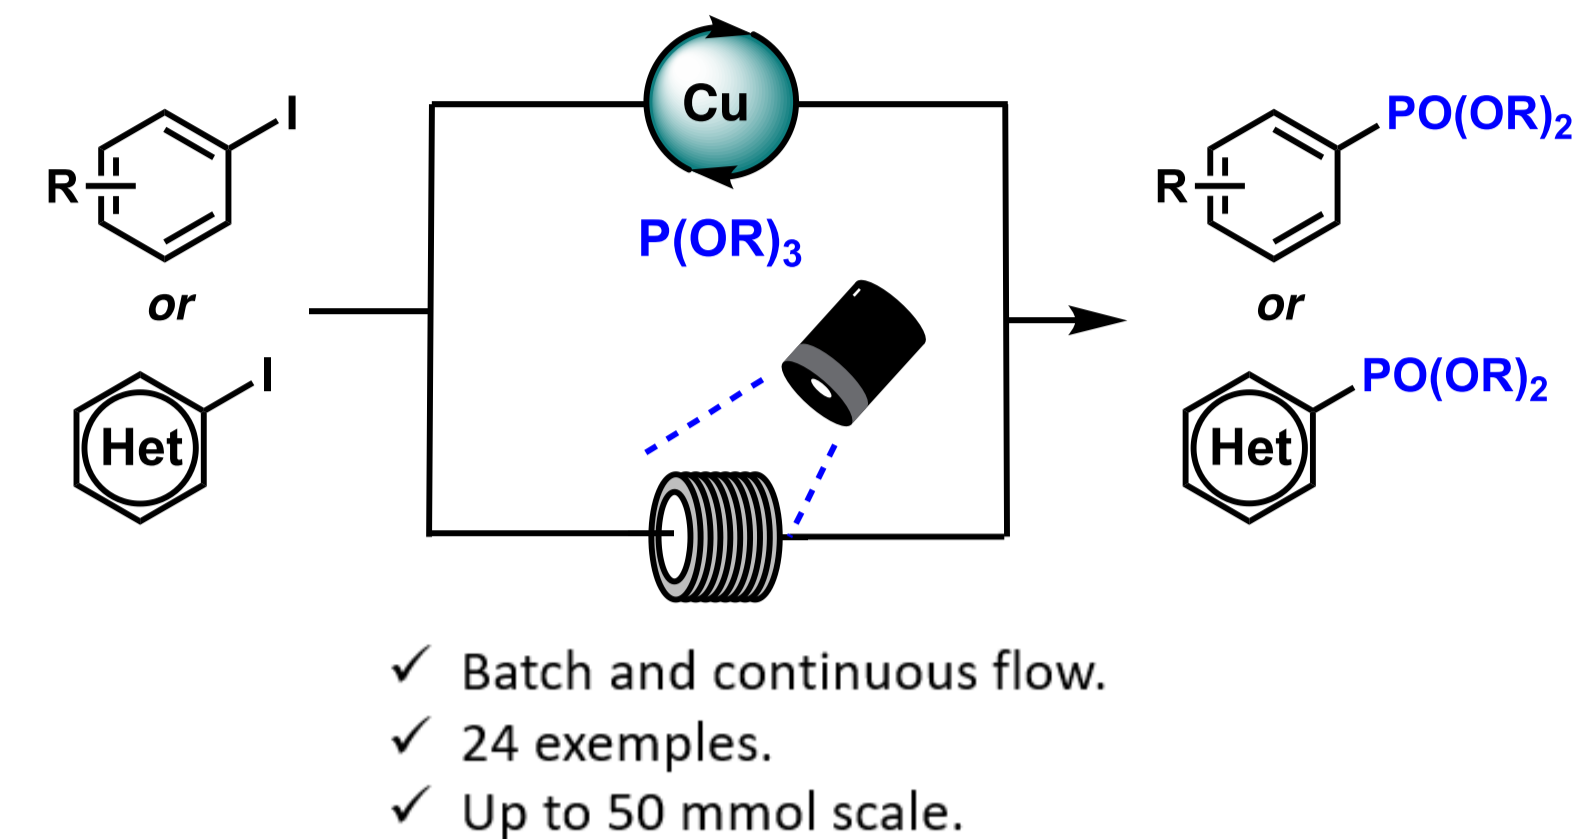 I
R
or
I
Het
Cu
P(OR)₃
PO(OR)₂
R
or
PO(OR)₂
Het
✓ Batch and continuous flow.
✓ 24 exemples.
✓ Up to 50 mmol scale.